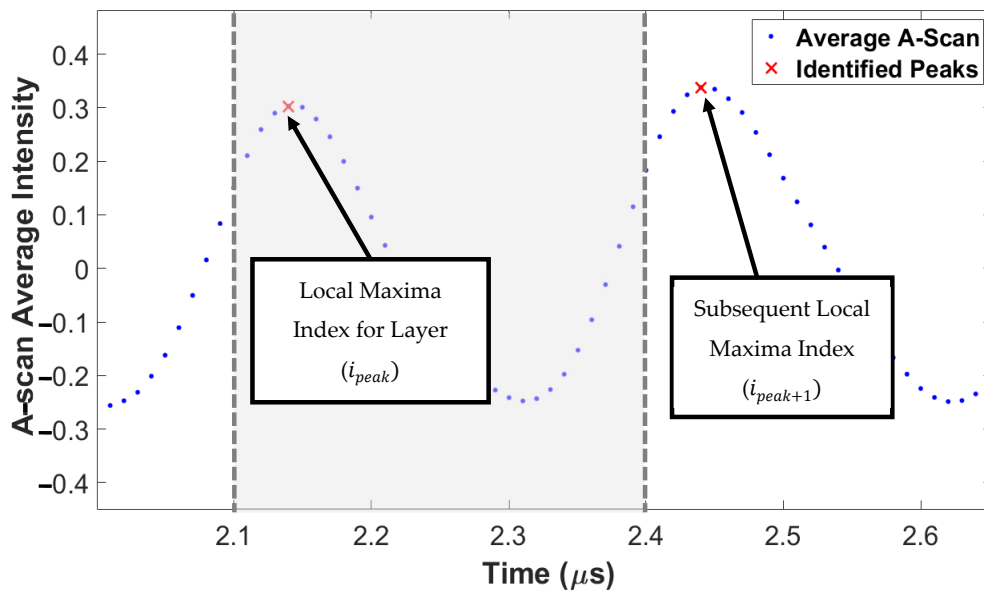 Average A-Scan
Identified Peaks
A-scan Average Intensity
0.4
0.3
0.2
0.1
0
−0.1
−0.2
−0.3
−0.4
Local Maxima
Index for Layer
(i_peak)
Subsequent Local
Maxima Index
(i_peak+1)
2.1 2.2 2.3 2.4 2.5 2.6
Time (μs)